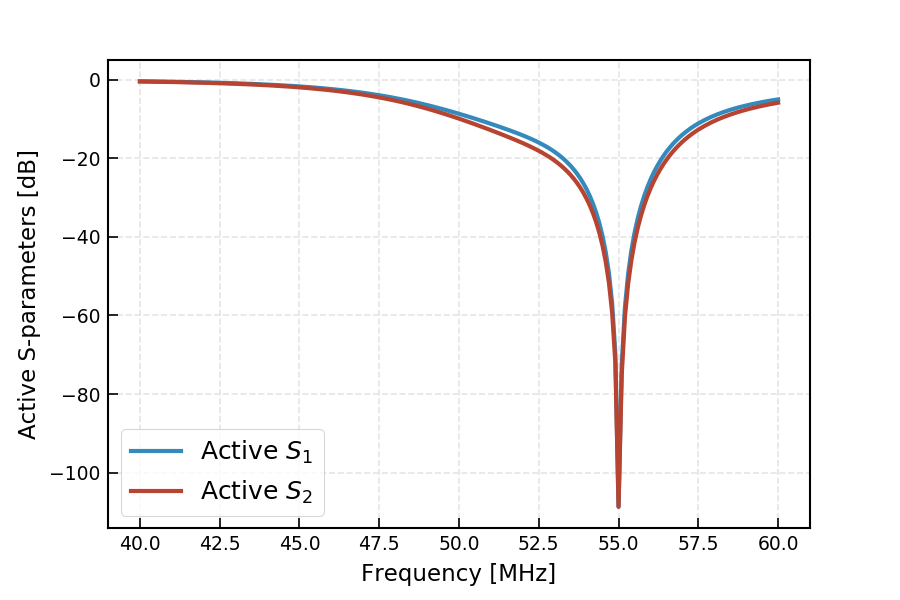 Active S-parameters [dB]
0
−20
−40
−60
−80
−100
Active S₁
Active S₂
40.0 42.5 45.0 47.5 50.0 52.5 55.0 57.5 60.0
Frequency [MHz]